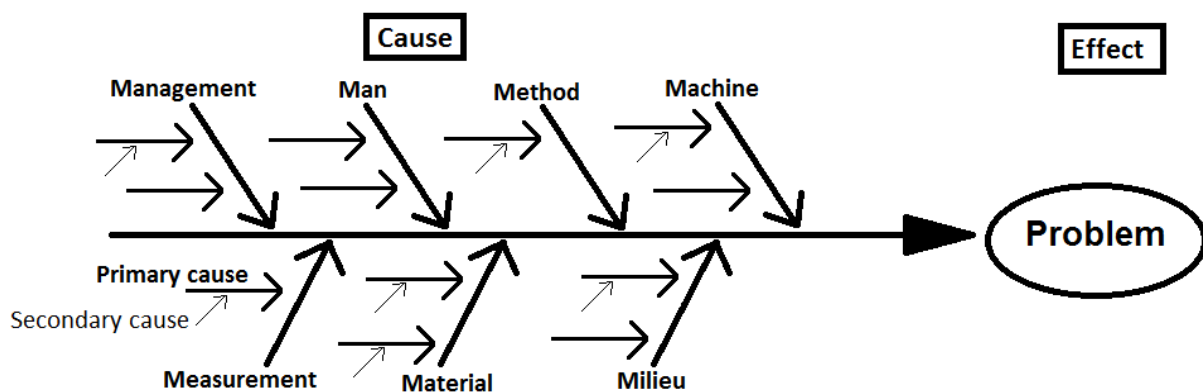 Cause
Effect
Management
Man
Method
Machine
Problem
Primary cause
Secondary cause
Measurement
Material
Milieu